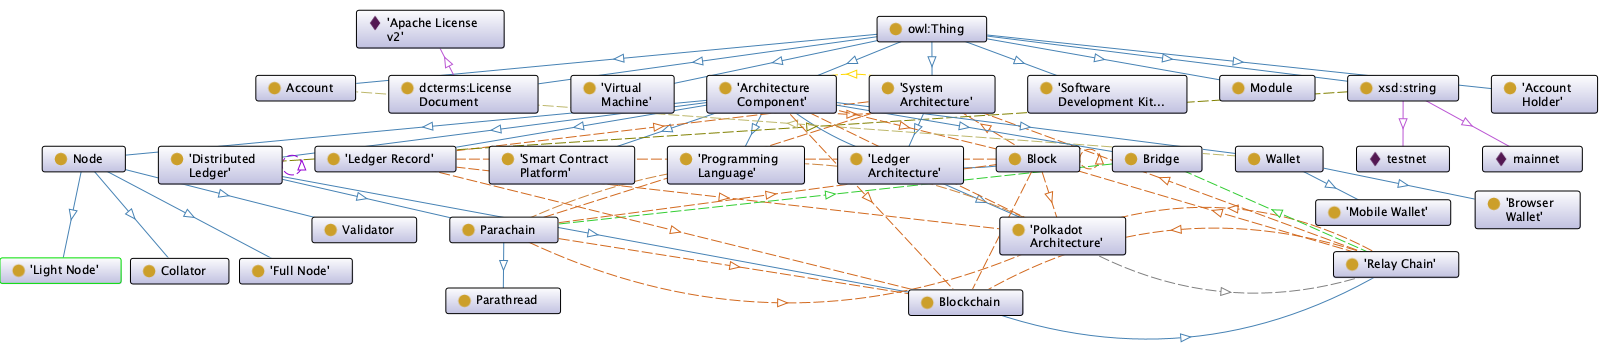 'Apache License
v2'
owl:Thing
Account
dcterms:License
Document
'Virtual
Machine'
'Architecture
Component'
'System
Architecture'
'Software
Development Kit...
Module
xsd:string
'Account
Holder'
Node
'Distributed
Ledger'
'Ledger Record'
'Smart Contract
Platform'
'Programming
Language'
'Ledger
Architecture'
Block
Bridge
Wallet
testnet
mainnet
'Mobile Wallet'
'Browser
Wallet'
Validator
Parachain
'Polkadot
Architecture'
'Light Node'
Collator
'Full Node'
'Relay Chain'
Parathread
Blockchain